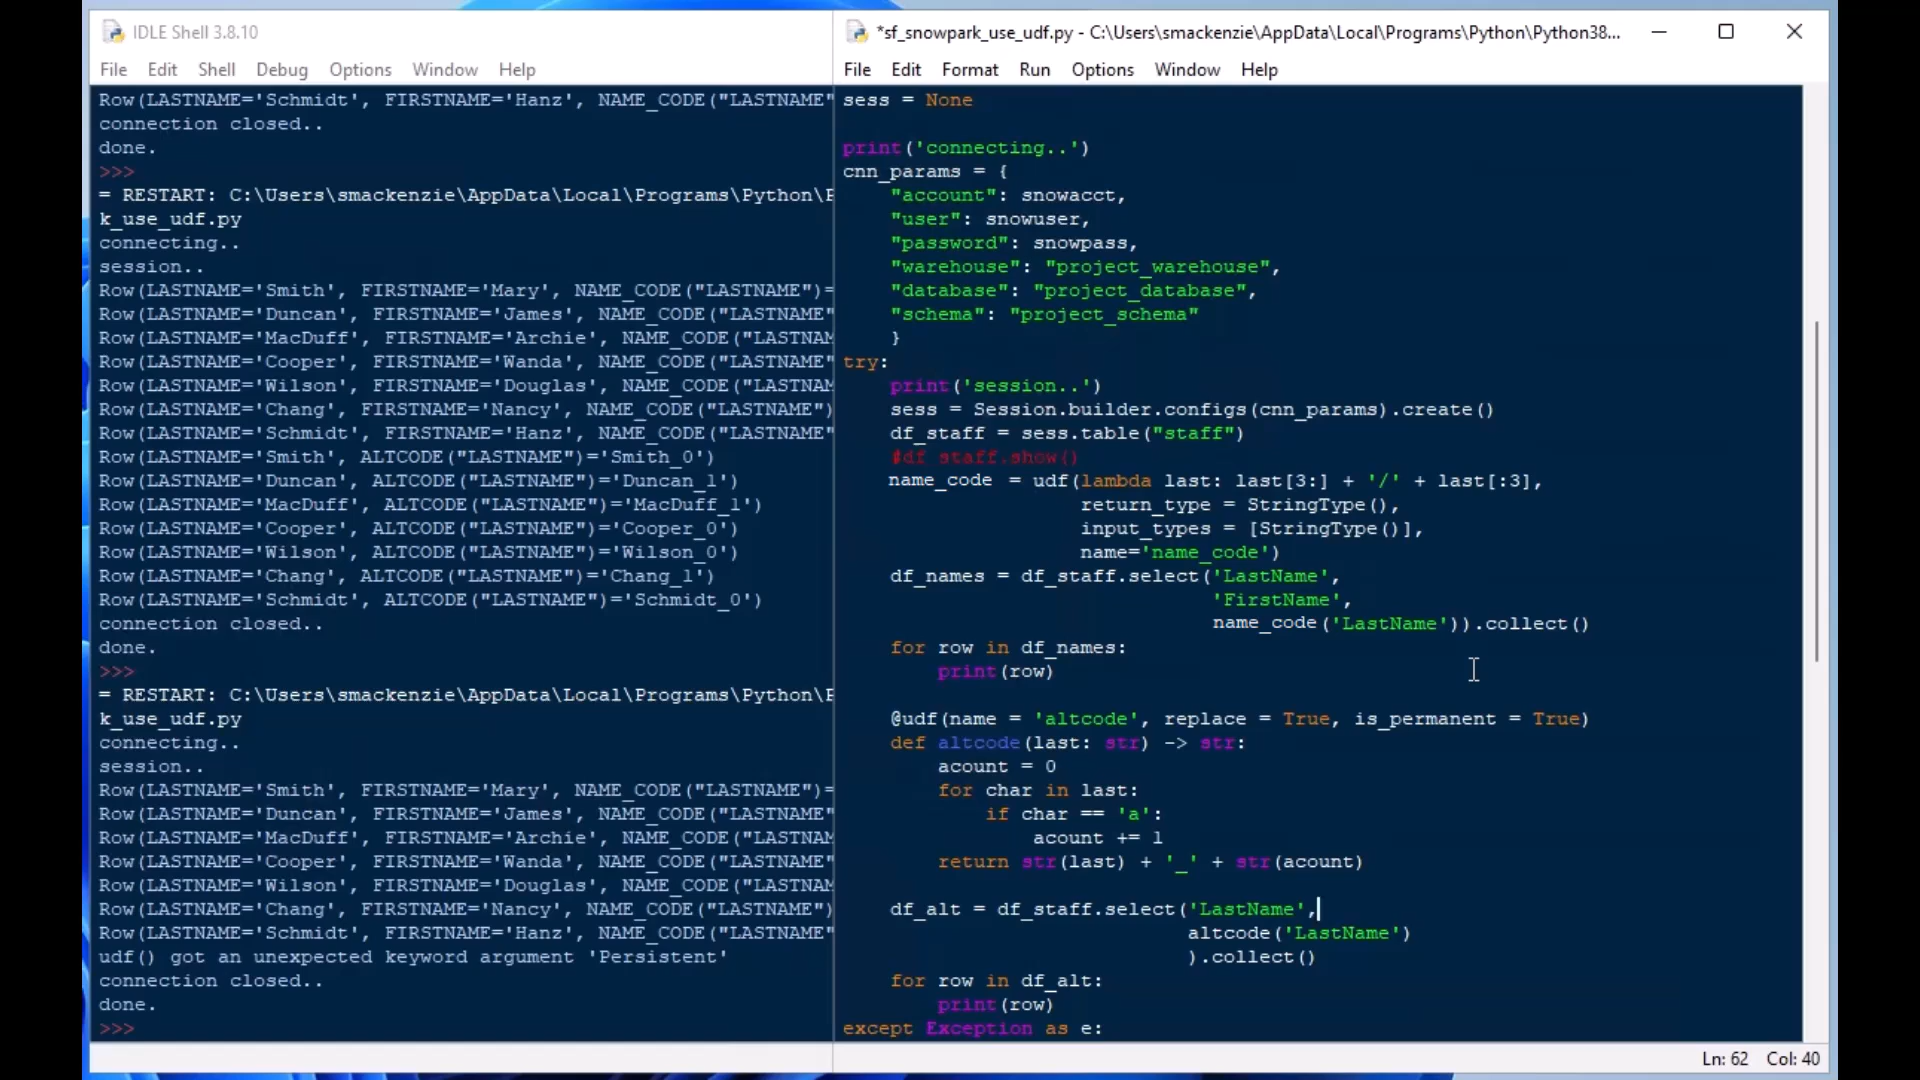 IDLE Shell 3.8.10
File Edit Shell Debug Options Window Help
Row(LASTNAME='Schmidt', FIRSTNAME='Hanz', NAME_CODE("LASTNAME"
connection closed..
done.
>>>
= RESTART: C:\Users\smackenzie\AppData\Local\Programs\Python\P
k_use_udf.py
connecting..
session..
Row(LASTNAME='Smith', FIRSTNAME='Mary', NAME_CODE("LASTNAME")=
Row(LASTNAME='Duncan', FIRSTNAME='James', NAME_CODE("LASTNAME"
Row(LASTNAME='MacDuff', FIRSTNAME='Archie', NAME_CODE("LASTNAM
Row(LASTNAME='Cooper', FIRSTNAME='Wanda', NAME_CODE("LASTNAME"
Row(LASTNAME='Wilson', FIRSTNAME='Douglas', NAME_CODE("LASTNAM
Row(LASTNAME='Chang', FIRSTNAME='Nancy', NAME_CODE("LASTNAME")
Row(LASTNAME='Schmidt', FIRSTNAME='Hanz', NAME_CODE("LASTNAME"
Row(LASTNAME='Smith', ALTCODE("LASTNAME")='Smith_0')
Row(LASTNAME='Duncan', ALTCODE("LASTNAME")='Duncan_1')
Row(LASTNAME='MacDuff', ALTCODE("LASTNAME")='MacDuff_1')
Row(LASTNAME='Cooper', ALTCODE("LASTNAME")='Cooper_0')
Row(LASTNAME='Wilson', ALTCODE("LASTNAME")='Wilson_0')
Row(LASTNAME='Chang', ALTCODE("LASTNAME")='Chang_1')
Row(LASTNAME='Schmidt', ALTCODE("LASTNAME")='Schmidt_0')
connection closed..
done.
>>>
= RESTART: C:\Users\smackenzie\AppData\Local\Programs\Python\P
k_use_udf.py
connecting..
session..
Row(LASTNAME='Smith', FIRSTNAME='Mary', NAME_CODE("LASTNAME")=
Row(LASTNAME='Duncan', FIRSTNAME='James', NAME_CODE("LASTNAME"
Row(LASTNAME='MacDuff', FIRSTNAME='Archie', NAME_CODE("LASTNAM
Row(LASTNAME='Cooper', FIRSTNAME='Wanda', NAME_CODE("LASTNAME"
Row(LASTNAME='Wilson', FIRSTNAME='Douglas', NAME_CODE("LASTNAM
Row(LASTNAME='Chang', FIRSTNAME='Nancy', NAME_CODE("LASTNAME")
Row(LASTNAME='Schmidt', FIRSTNAME='Hanz', NAME_CODE("LASTNAME"
udf() got an unexpected keyword argument 'Persistent'
connection closed..
done.
>>>
*sf_snowpark_use_udf.py - C:\Users\smackenzie\AppData\Local\Programs\Python\Python38...
File Edit Format Run Options Window Help
sess = None
print('connecting..')
cnn_params = {
    "account": snowacct,
    "user": snowuser,
    "password": snowpass,
    "warehouse": "project_warehouse",
    "database": "project_database",
    "schema": "project_schema"
    }
try:
    print('session..')
    sess = Session.builder.configs(cnn_params).create()
    df_staff = sess.table("staff")
    #df_staff.show()
    name_code = udf(lambda last: last[3:] + '/' + last[:3],
                    return_type = StringType(),
                    input_types = [StringType()],
                    name='name_code')
    df_names = df_staff.select('LastName',
                               'FirstName',
                               name_code('LastName')).collect()
    for row in df_names:
        print(row)
    @udf(name = 'altcode', replace = True, is_permanent = True)
    def altcode(last: str) -> str:
        acount = 0
        for char in last:
            if char == 'a':
                acount += 1
        return str(last) + '_' + str(acount)
    df_alt = df_staff.select('LastName',
                             altcode('LastName')
                             ).collect()
    for row in df_alt:
        print(row)
except Exception as e:
Ln: 62 Col: 40